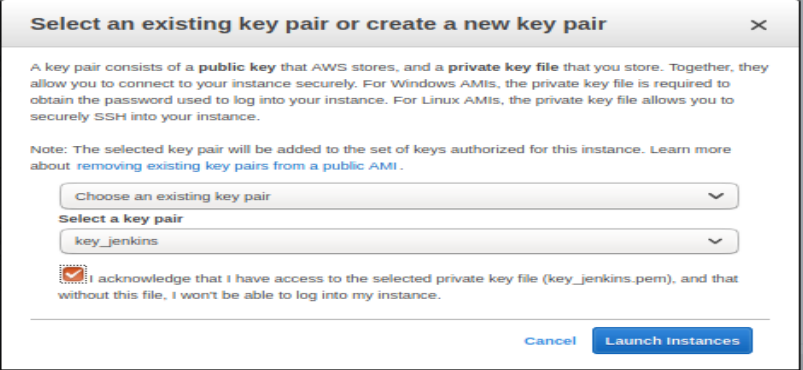 Select an existing key pair or create a new key pair
A key pair consists of a public key that AWS stores, and a private key file that you store. Together, they
allow you to connect to your instance securely. For Windows AMIs, the private key file is required to
obtain the password used to log into your instance. For Linux AMIs, the private key file allows you to
securely SSH into your instance.
Note: The selected key pair will be added to the set of keys authorized for this instance. Learn more
about removing existing key pairs from a public AMI .
Choose an existing key pair
Select a key pair
key_jenkins
I acknowledge that I have access to the selected private key file (key_jenkins.pem), and that
without this file, I won't be able to log into my instance.
Cancel Launch Instances